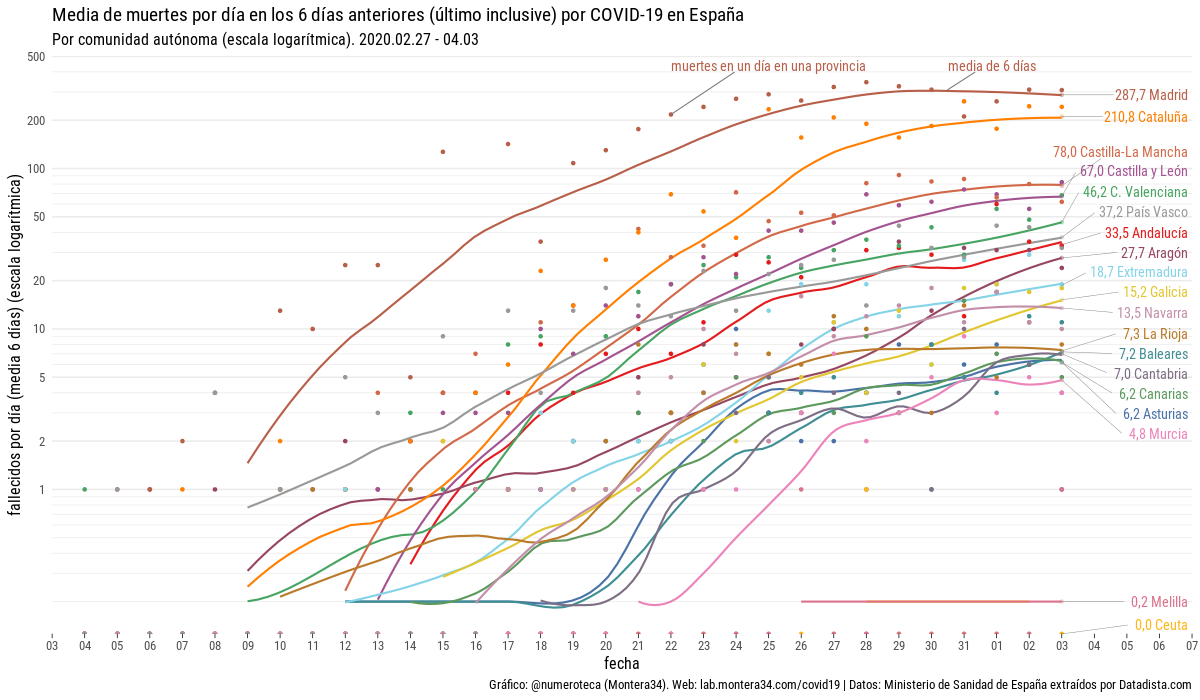 Media de muertes por día en los 6 días anteriores (último inclusive) por COVID-19 en España
Por comunidad autónoma (escala logarítmica). 2020.02.27 - 04.03
500
200
100
50
20
10
5
2
1
fallecidos por día (media 6 días) (escala logarítmica)
muertes en un día en una provincia
media de 6 días
287,7 Madrid
210,8 Cataluña
78,0 Castilla-La Mancha
67,0 Castilla y León
46,2 C. Valenciana
37,2 País Vasco
33,5 Andalucía
27,7 Aragón
18,7 Extremadura
15,2 Galicia
13,5 Navarra
7,3 La Rioja
7,2 Baleares
7,0 Cantabria
6,2 Canarias
6,2 Asturias
4,8 Murcia
0,2 Melilla
0,0 Ceuta
03 04 05 06 07 08 09 10 11 12 13 14 15 16 17 18 19 20 21 22 23 24 25 26 27 28 29 30 31 01 02 03 04 05 06 07
fecha
Gráfico: @numeroteca (Montera34). Web: lab.montera34.com/covid19 | Datos: Ministerio de Sanidad de España extraídos por Datadista.com